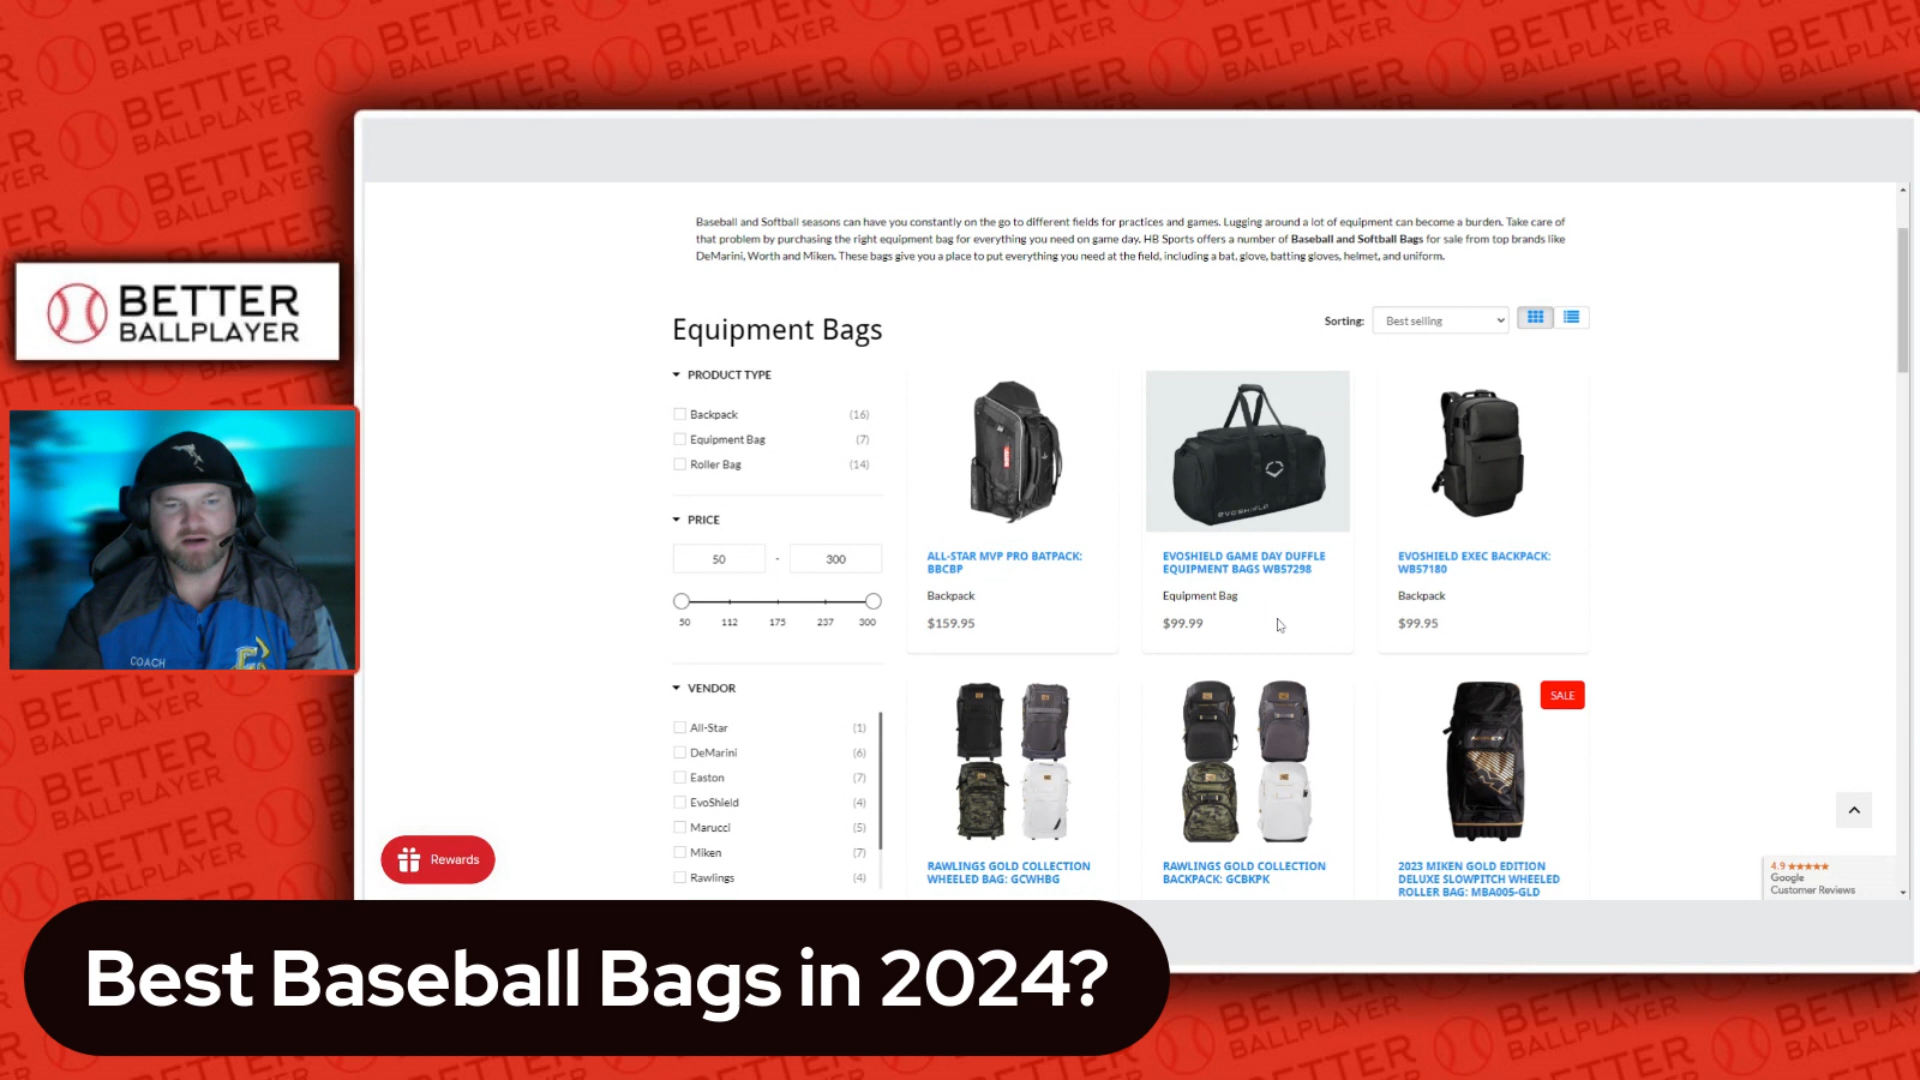 BETTER
BALLPLAYER
COACH
Baseball and Softball seasons can have you constantly on the go to different fields for practices and games. Lugging around a lot of equipment can become a burden. Take care of
that problem by purchasing the right equipment bag for everything you need on game day. HB Sports offers a number of Baseball and Softball Bags for sale from top brands like
DeMarini, Worth and Miken. These bags give you a place to put everything you need at the field, including a bat, glove, batting gloves, helmet, and uniform.
Equipment Bags
Sorting: Best selling
PRODUCT TYPE
Backpack (16)
Equipment Bag (7)
Roller Bag (14)
PRICE
50 - 300
50 112 175 237 300
VENDOR
All-Star (1)
DeMarini (6)
Easton (7)
EvoShield (4)
Marucci (5)
Miken (7)
Rawlings (4)
ALL-STAR MVP PRO BATPACK:
BBCBP
Backpack
$159.95
EVOSHIELD
EVOSHIELD GAME DAY DUFFLE
EQUIPMENT BAGS WB57298
Equipment Bag
$99.99
EVOSHIELD EXEC BACKPACK:
WB57180
Backpack
$99.95
RAWLINGS GOLD COLLECTION
WHEELED BAG: GCWHBG
RAWLINGS GOLD COLLECTION
BACKPACK: GCBKPK
SALE
2023 MIKEN GOLD EDITION
DELUXE SLOWPITCH WHEELED
ROLLER BAG: MBA005-GLD
Rewards
4.9 ★★★★★
Google
Customer Reviews
Best Baseball Bags in 2024?